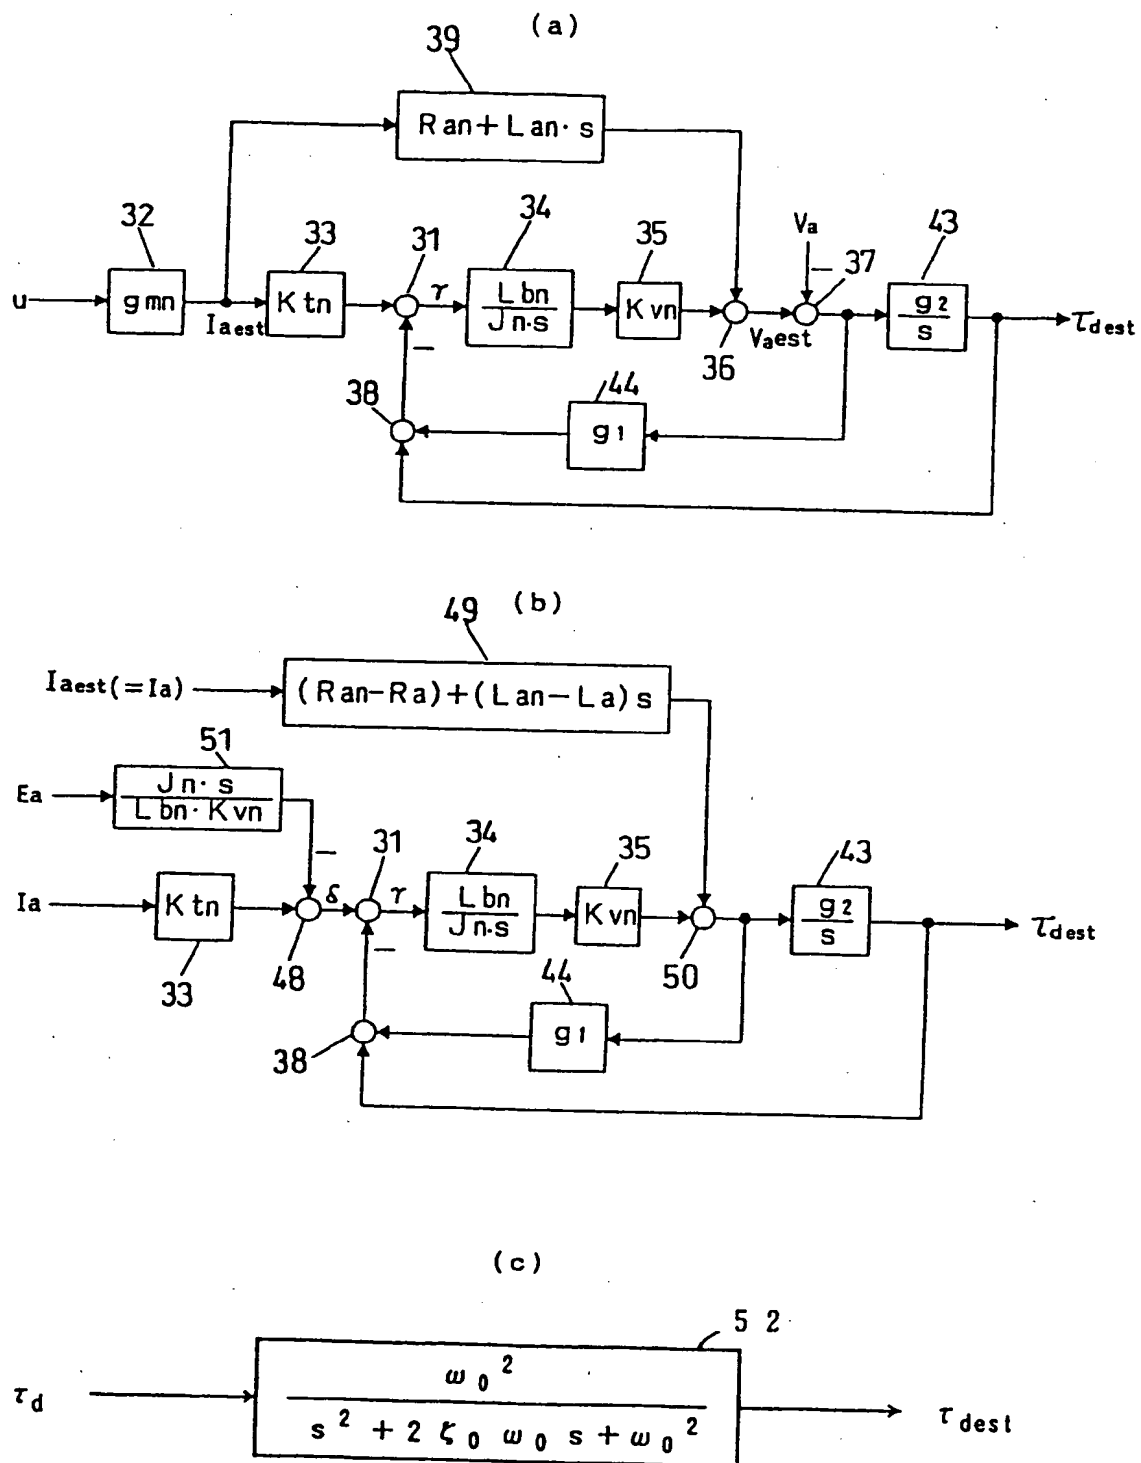 (a)
39
Ran+Lan·s
32
33
31
34
35
Va
37
43
u
gmn
Iaest
Ktn
γ
Lbn
Jn·s
Kvn
−
Vaest
g2
s
τdest
36
−
38
44
g1
(b)
49
Iaest(=Ia)
(Ran−Ra)+(Lan−La)s
51
Ea
Jn·s
Lbn·Kvn
−
31
34
35
43
Ia
Ktn
δ
γ
Lbn
Jn·s
Kvn
g2
s
τdest
33
48
−
50
38
44
g1
(c)
52
τd
ω0²
s² + 2 ζ0 ω0 s + ω0²
τdest